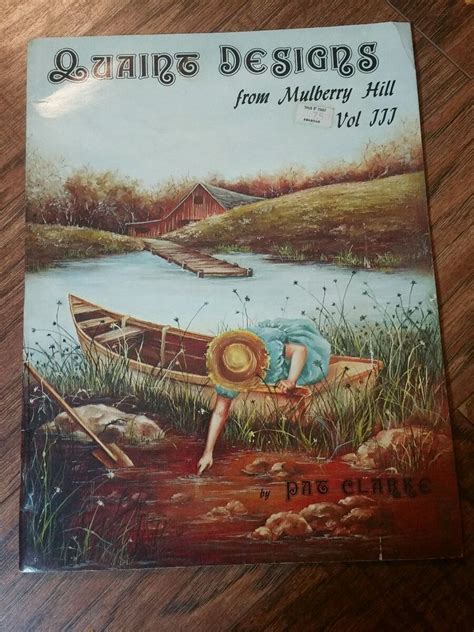 Quaint Designs
from Mulberry Hill
Vol III
by Pat Clarke